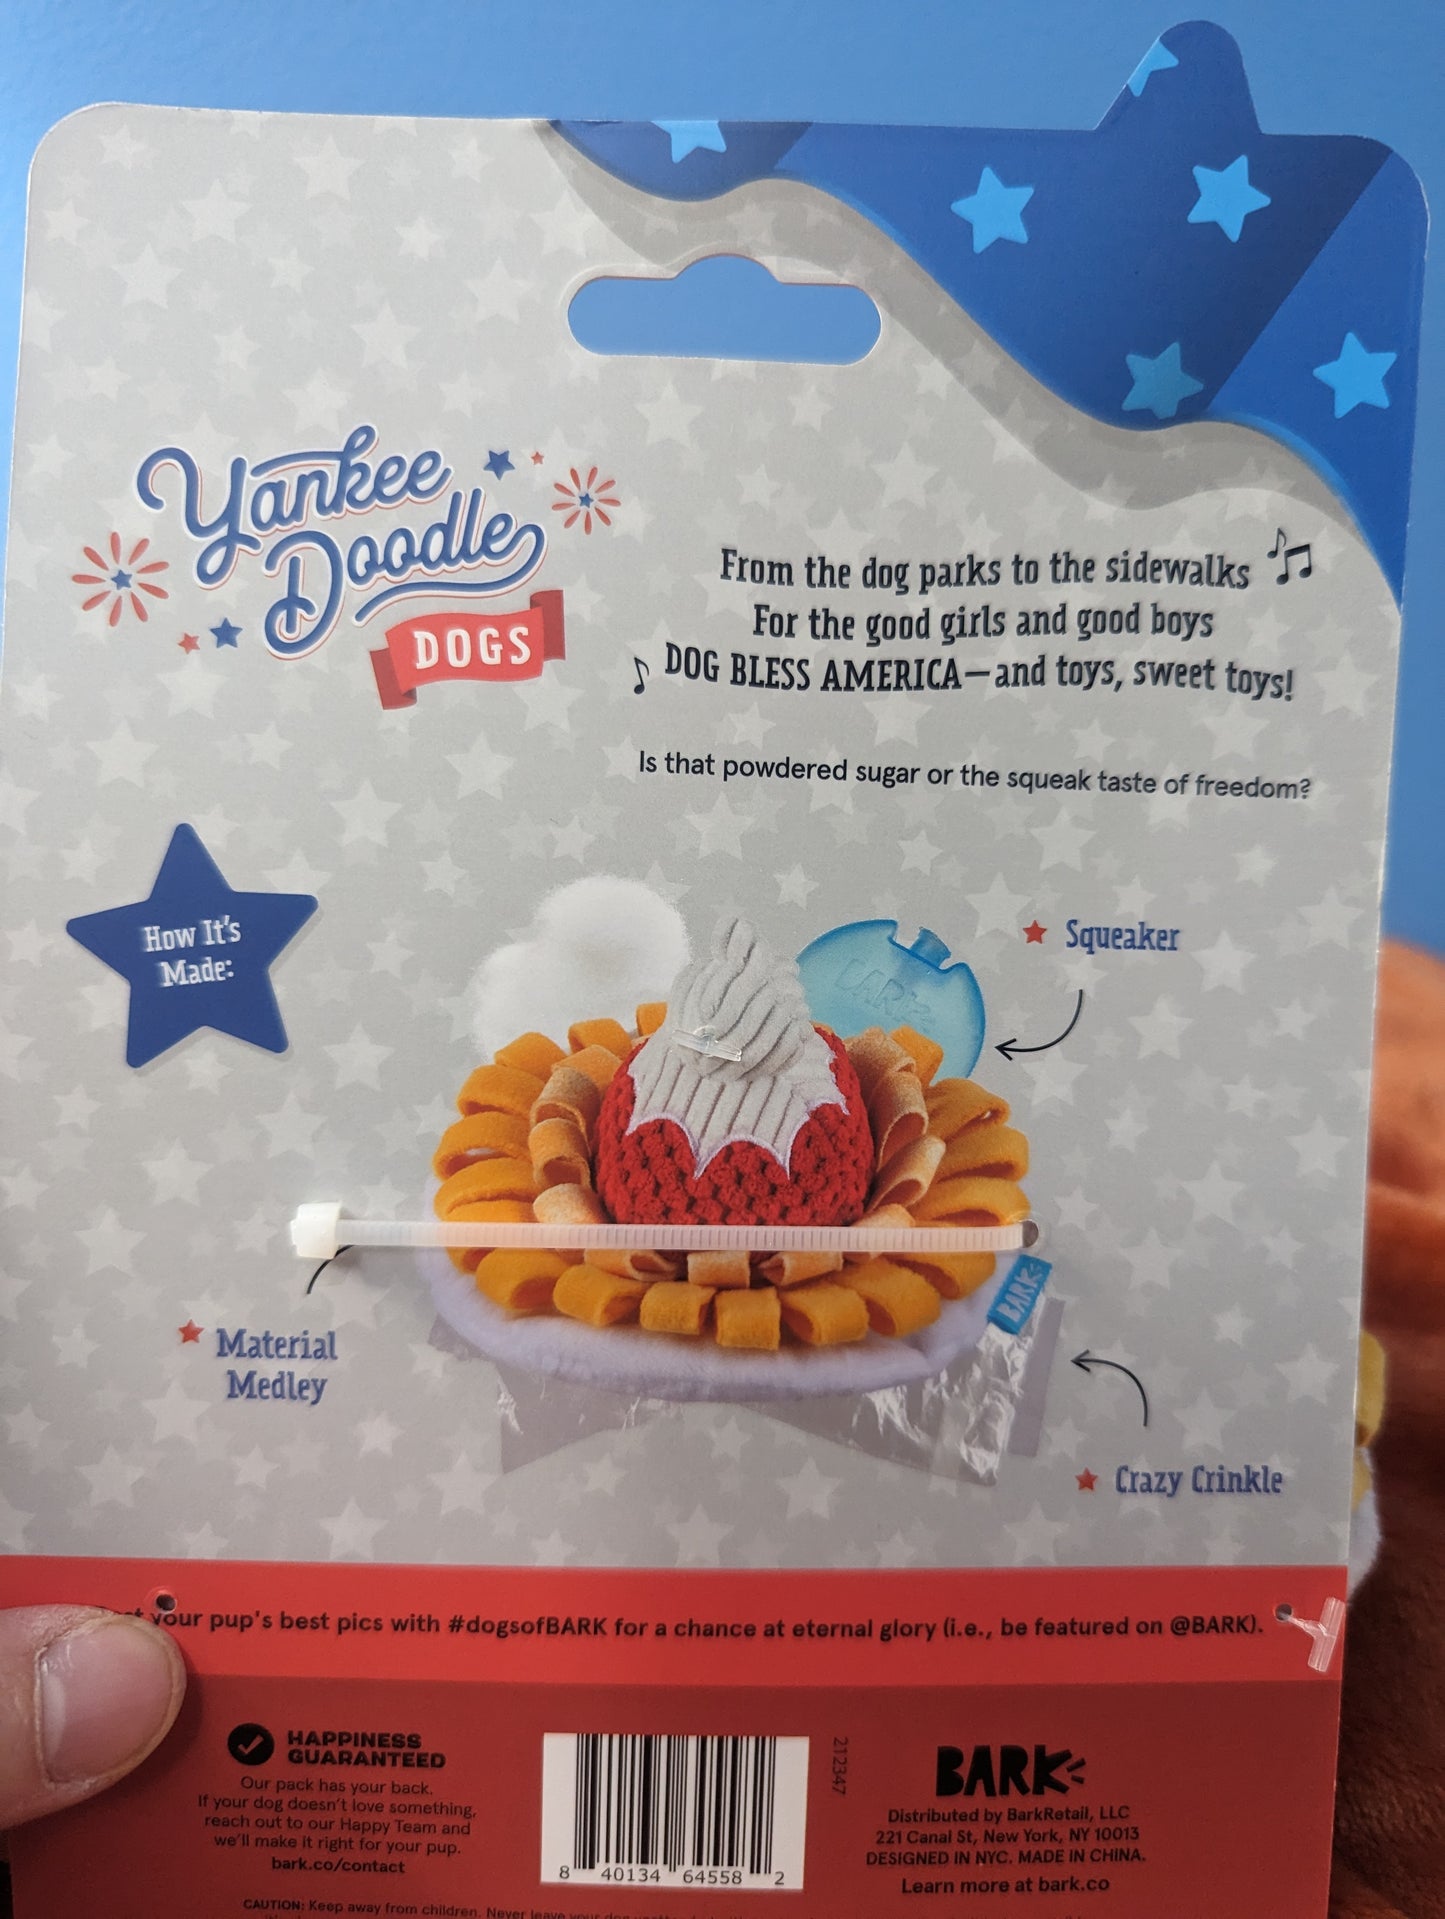 Yankee
Doodle
DOGS
From the dog parks to the sidewalks
For the good girls and good boys
DOG BLESS AMERICA—and toys, sweet toys!
Is that powdered sugar or the squeak taste of freedom?
How It's
Made:
BARK
Squeaker
BARK
Material
Medley
Crazy Crinkle
your pup's best pics with #dogsofBARK for a chance at eternal glory (i.e., be featured on @BARK).
HAPPINESS
GUARANTEED
Our pack has your back.
If your dog doesn't love something,
reach out to our Happy Team and
we'll make it right for your pup.
bark.co/contact
8 40134 64558 2
212347
BARK
Distributed by BarkRetail, LLC
221 Canal St, New York, NY 10013
DESIGNED IN NYC. MADE IN CHINA.
Learn more at bark.co
CAUTION: Keep away from children. Never leave your